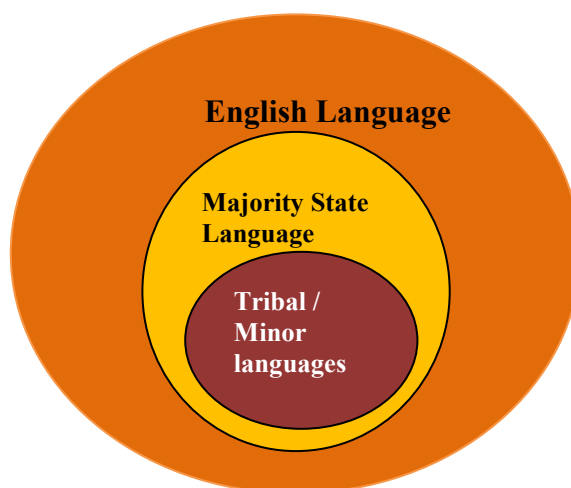 English Language
Majority State
Language
Tribal /
Minor
languages